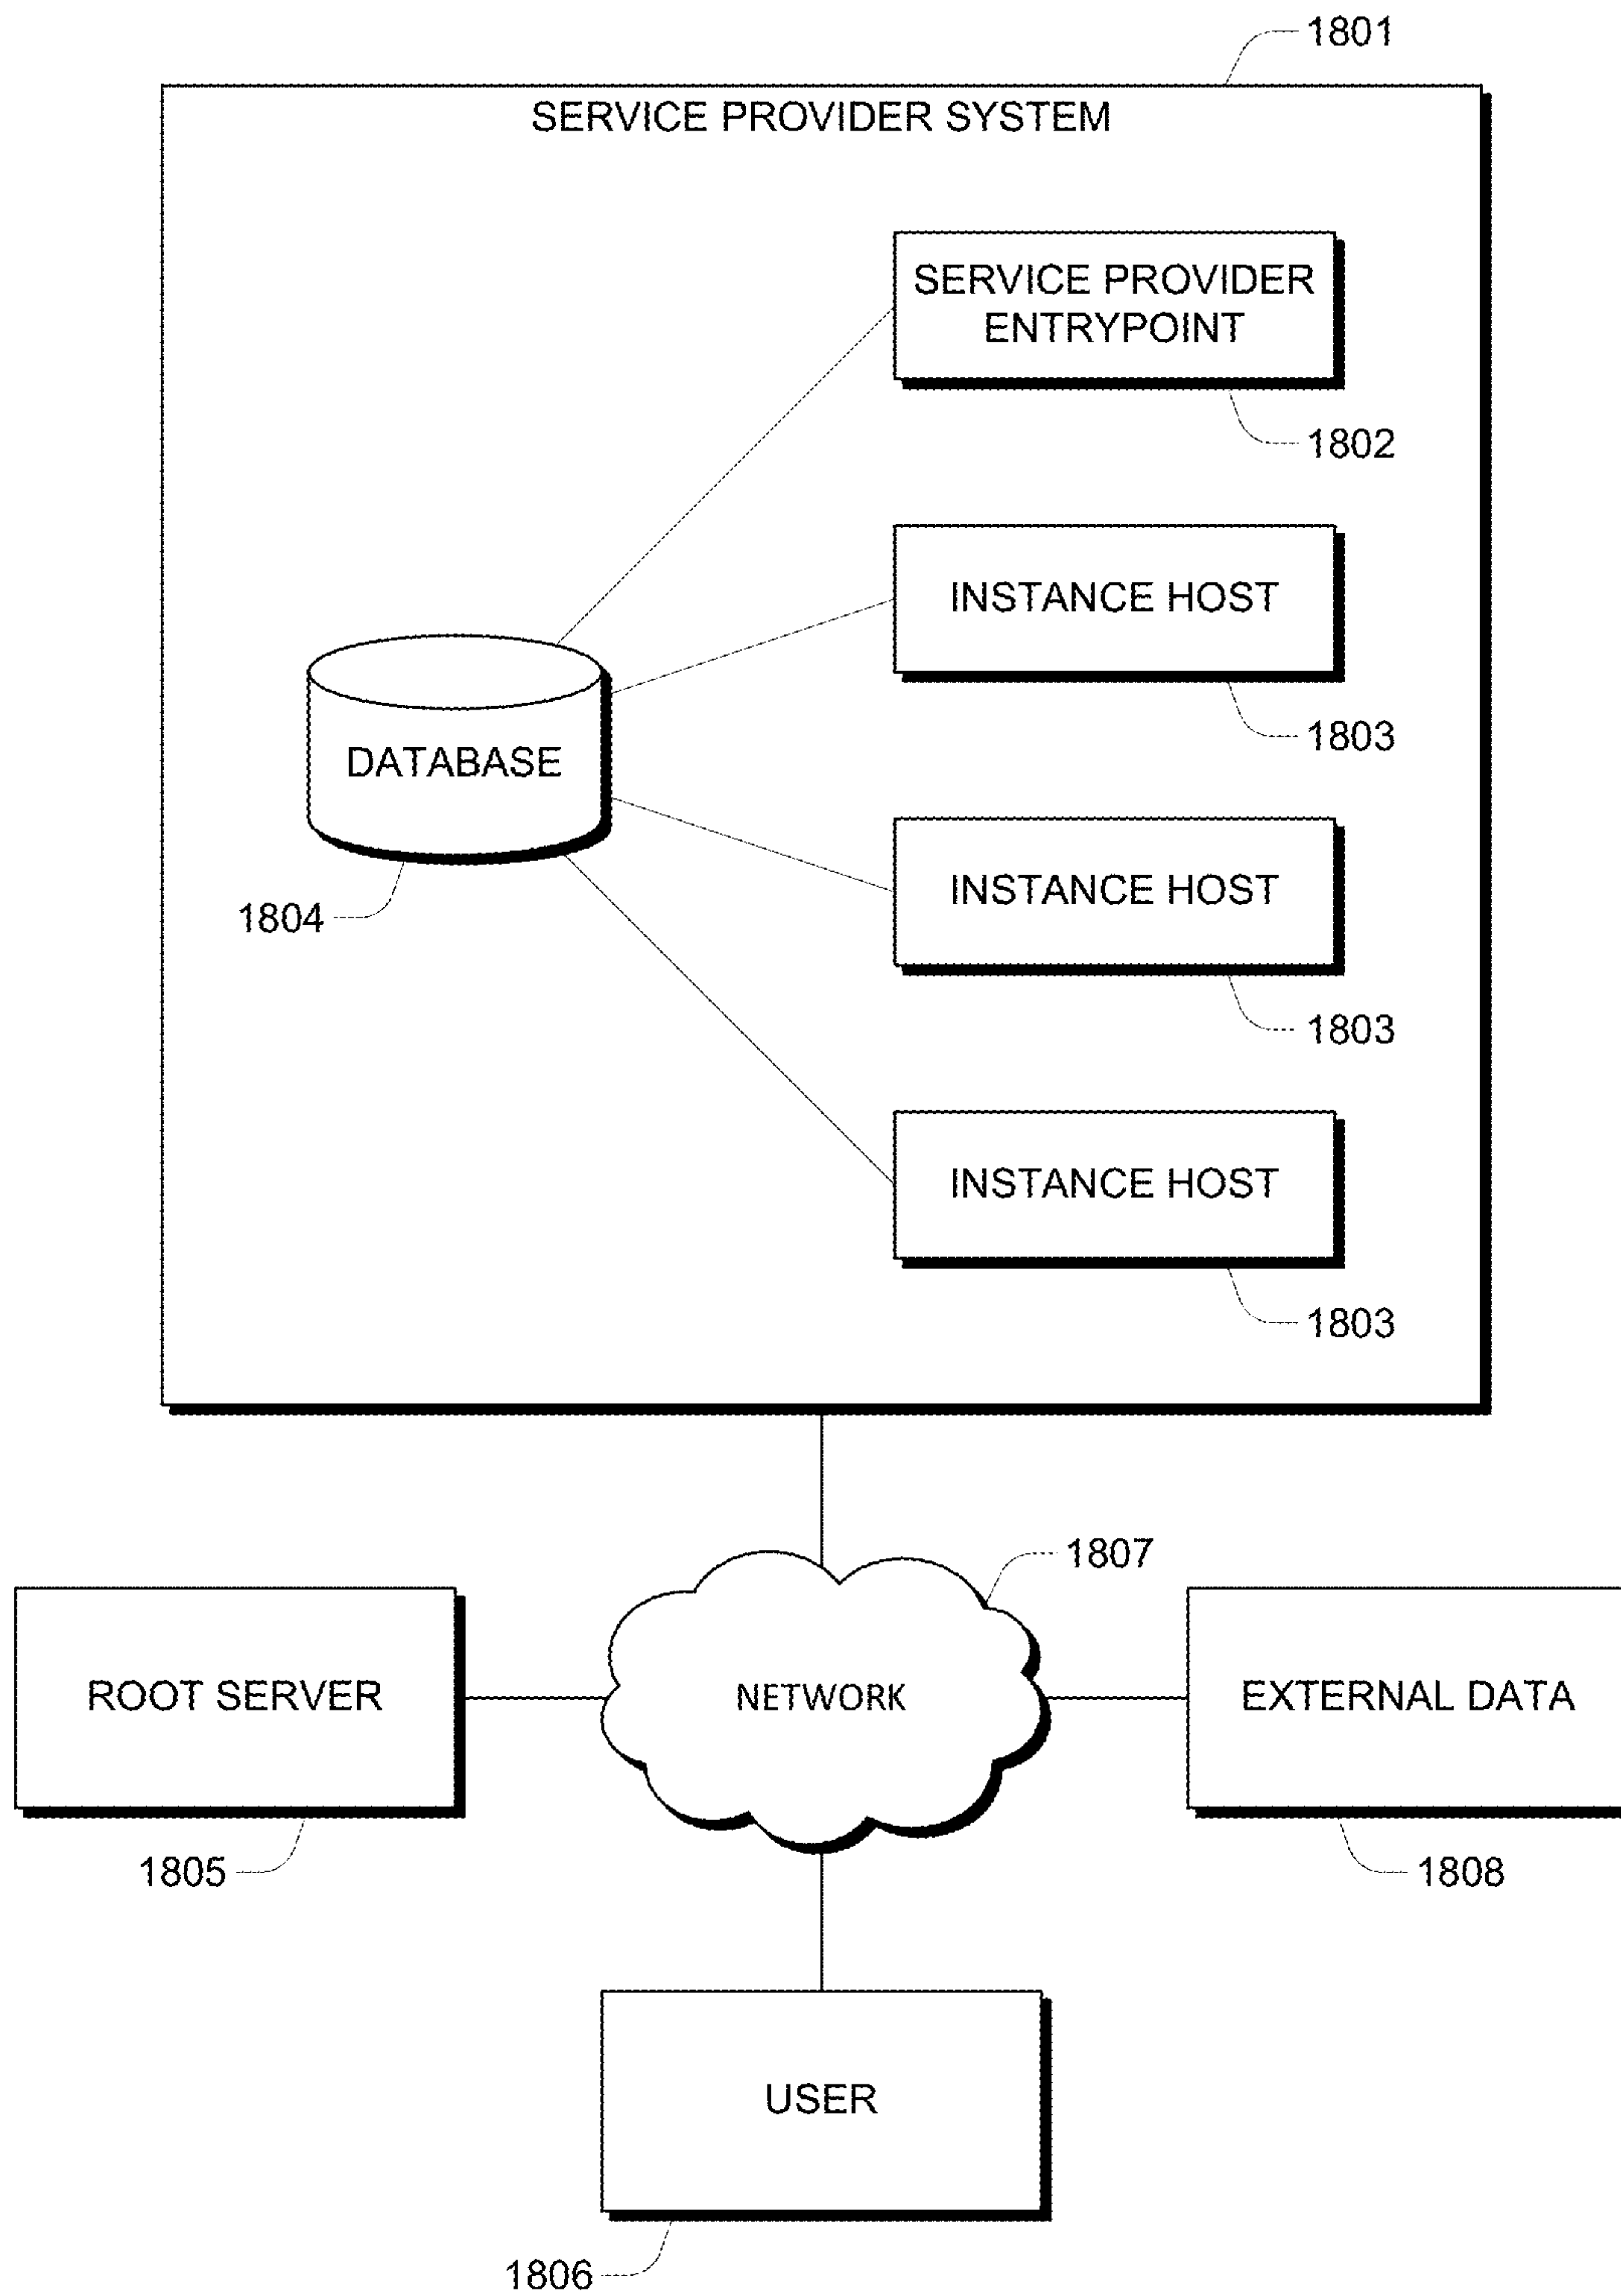 1801
SERVICE PROVIDER SYSTEM
SERVICE PROVIDER
ENTRYPOINT
1802
INSTANCE HOST
1803
DATABASE
1804
INSTANCE HOST
1803
INSTANCE HOST
1803
1807
ROOT SERVER
NETWORK
EXTERNAL DATA
1805
1808
USER
1806